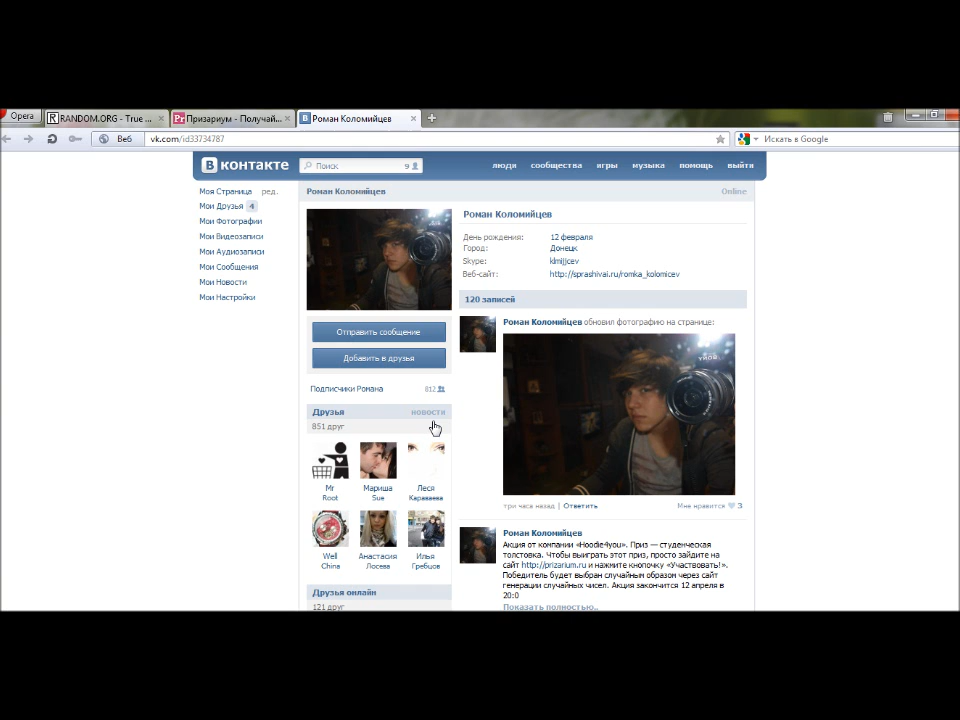 Opera
RANDOM.ORG - True ...
Призариум - Получай...
Роман Коломийцев
Веб
vk.com/id33734787
Искать в Google
В контакте
Поиск
9
люди
сообщества
игры
музыка
помощь
выйти
Моя Страница ред.
Мои Друзья 4
Мои Фотографии
Мои Видеозаписи
Мои Аудиозаписи
Мои Сообщения
Мои Новости
Мои Настройки
Роман Коломийцев
Online
Отправить сообщение
Добавить в друзья
Подписчики Романа 612
Друзья новости
851 друг
Mr Root
Мариша Sue
Леся Караваева
Well China
Анастасия Лосева
Илья Гребцов
Друзья онлайн
121 друг
Роман Коломийцев
День рождения: 12 февраля
Город: Донецк
Skype: klmjjcev
Веб-сайт: http://sprashivai.ru/romka_kolomicev
120 записей
Роман Коломийцев обновил фотографию на странице:
три часа назад | Ответить
Мне нравится 3
Роман Коломийцев
Акция от компании «Hoodie4you». Приз — студенческая
толстовка. Чтобы выиграть этот приз, просто зайдите на
сайт http://prizarium.ru и нажмите кнопочку «Участвовать!».
Победитель будет выбран случайным образом через сайт
генерации случайных чисел. Акция закончится 12 апреля в
20:0
Показать полностью..